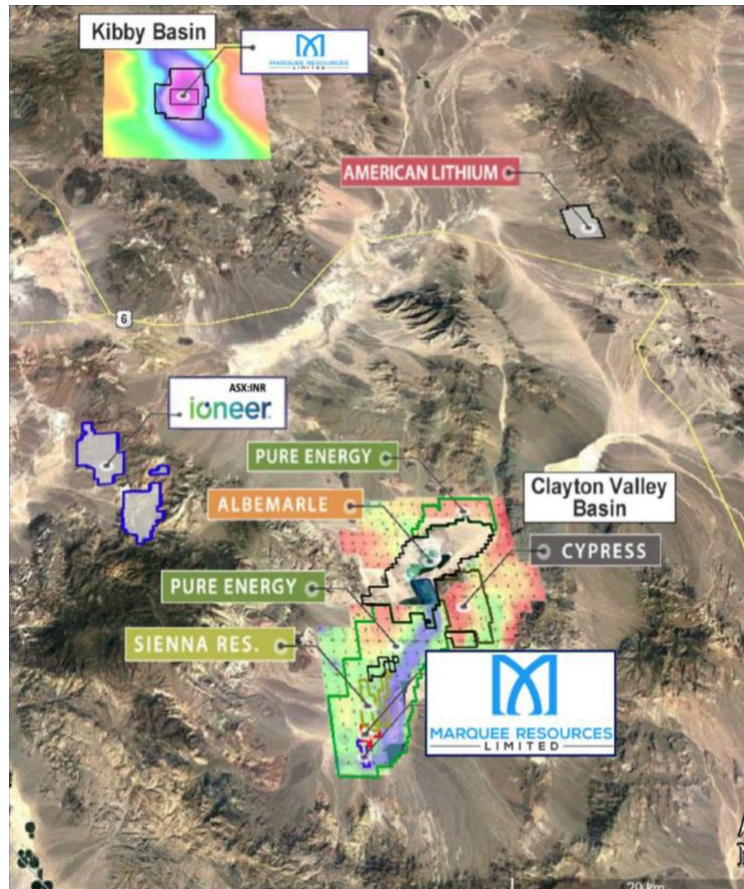 Kibby Basin
MARQUEE RESOURCES
LIMITED
AMERICAN LITHIUM
6
ASX:INR
ioneer
PURE ENERGY
Clayton Valley
Basin
ALBEMARLE
CYPRESS
PURE ENERGY
SIENNA RES.
MARQUEE RESOURCES
LIMITED
20 km